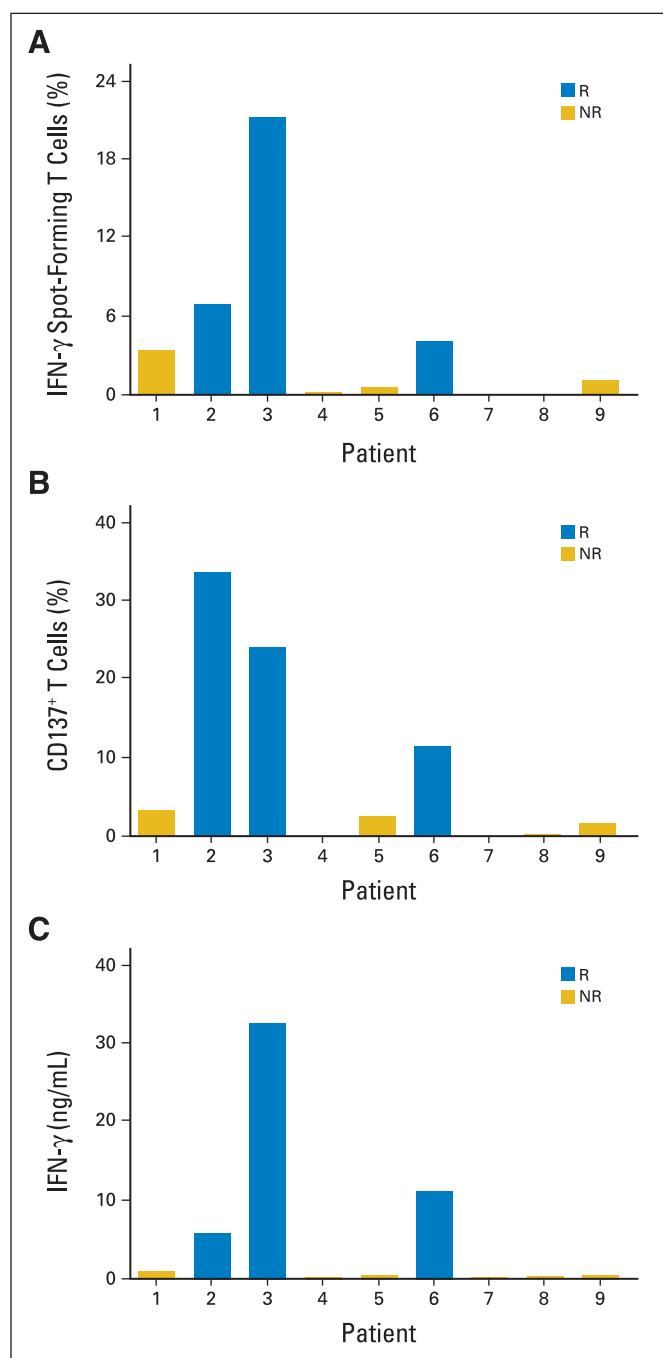 A
IFN-γ Spot-Forming T Cells (%)
24
18
12
6
0
R
NR
1 2 3 4 5 6 7 8 9
Patient
B
CD137+ T Cells (%)
40
30
20
10
0
R
NR
1 2 3 4 5 6 7 8 9
Patient
C
IFN-γ (ng/mL)
40
30
20
10
0
R
NR
1 2 3 4 5 6 7 8 9
Patient